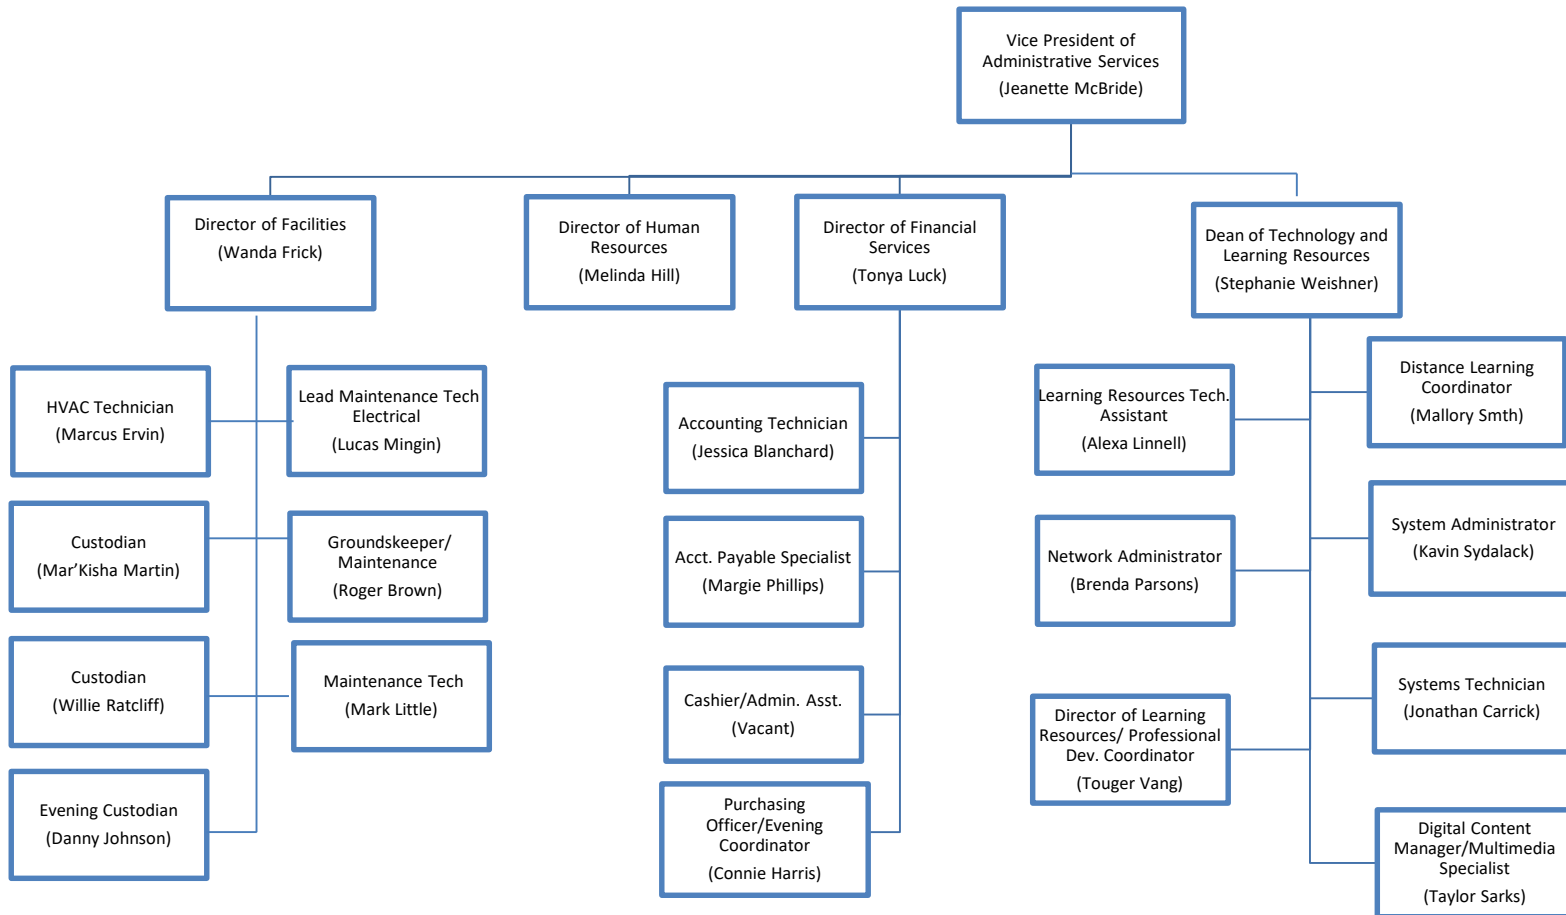 Vice President of
Administrative Services
(Jeanette McBride)
Director of Facilities
(Wanda Frick)
Director of Human
Resources
(Melinda Hill)
Director of Financial
Services
(Tonya Luck)
Dean of Technology and
Learning Resources
(Stephanie Weishner)
HVAC Technician
(Marcus Ervin)
Lead Maintenance Tech
Electrical
(Lucas Mingin)
Custodian
(Mar’Kisha Martin)
Groundskeeper/
Maintenance
(Roger Brown)
Custodian
(Willie Ratcliff)
Maintenance Tech
(Mark Little)
Evening Custodian
(Danny Johnson)
Accounting Technician
(Jessica Blanchard)
Acct. Payable Specialist
(Margie Phillips)
Cashier/Admin. Asst.
(Vacant)
Purchasing
Officer/Evening
Coordinator
(Connie Harris)
Learning Resources Tech.
Assistant
(Alexa Linnell)
Distance Learning
Coordinator
(Mallory Smth)
Network Administrator
(Brenda Parsons)
System Administrator
(Kavin Sydalack)
Director of Learning
Resources/ Professional
Dev. Coordinator
(Touger Vang)
Systems Technician
(Jonathan Carrick)
Digital Content
Manager/Multimedia
Specialist
(Taylor Sarks)